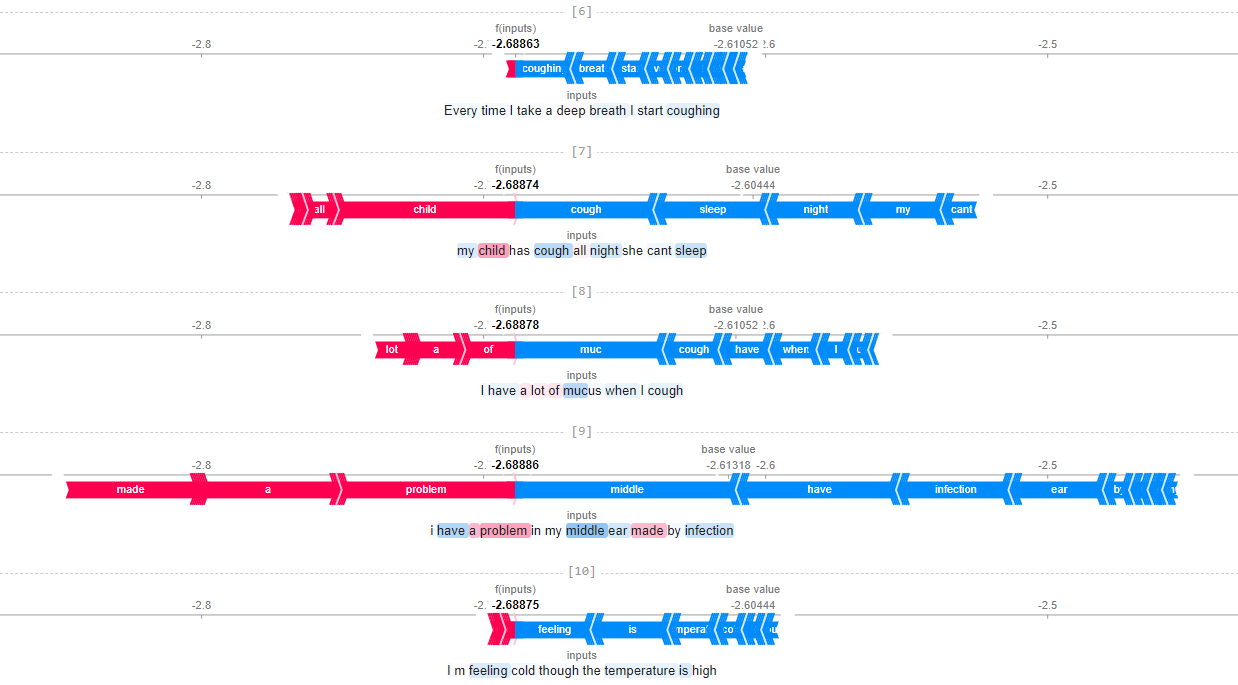 [6]
f(inputs) base value
-2.8 -2.68863 -2.61052 -2.5
coughin breat sta
inputs
Every time I take a deep breath I start coughing
[7]
f(inputs) base value
-2.8 -2. -2.68874 -2.60444 -2.5
all child cough sleep night my cant
inputs
my child has cough all night she cant sleep
[8]
f(inputs) base value
-2.8 -2. -2.68878 -2.61052 -2.5
lot a of muc cough have when I
inputs
I have a lot of mucus when I cough
[9]
f(inputs) base value
-2.8 -2. -2.68886 -2.61318 -2.6 -2.5
made a problem middle have infection ear by
inputs
i have a problem in my middle ear made by infection
[10]
f(inputs) base value
-2.8 -2. -2.68875 -2.60444 -2.5
feeling is mperat co
inputs
I m feeling cold though the temperature is high